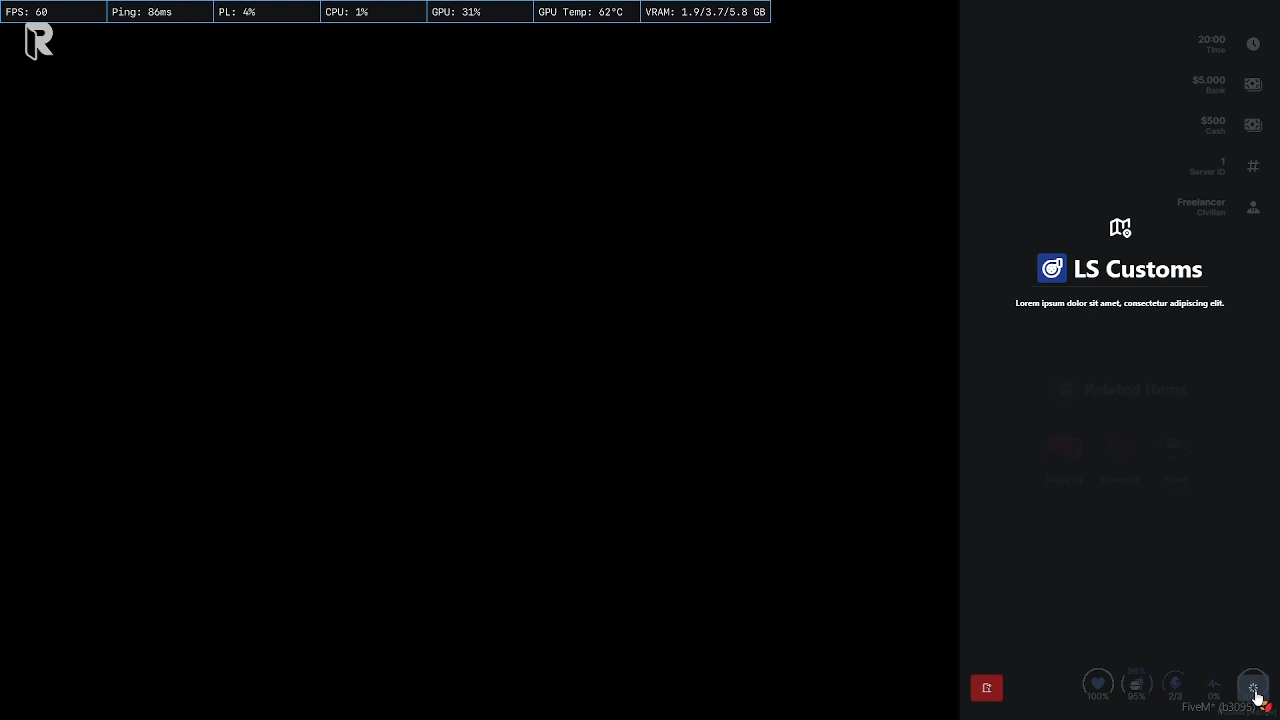 FPS: 60 Ping: 86ms PL: 4% CPU: 1% GPU: 31% GPU Temp: 62°C VRAM: 1.9/3.7/5.8 GB
R
20:00
Time
$5.000
Bank
$500
Cash
1
Server ID
Freelancer
Civilian
LS Customs
Lorem ipsum dolor sit amet, consectetur adipiscing elit.
Related Items
96%
100% 95% 2/3 0%
FiveM* (b3095)